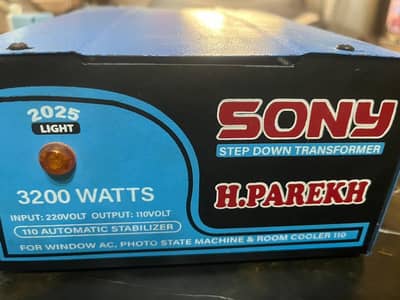 2025
LIGHT
SONY
STEP DOWN TRANSFORMER
3200 WATTS
H.PAREKH
INPUT: 220VOLT OUTPUT: 110VOLT
110 AUTOMATIC STABILIZER
FOR WINDOW AC, PHOTO STATE MACHINE & ROOM COOLER 110